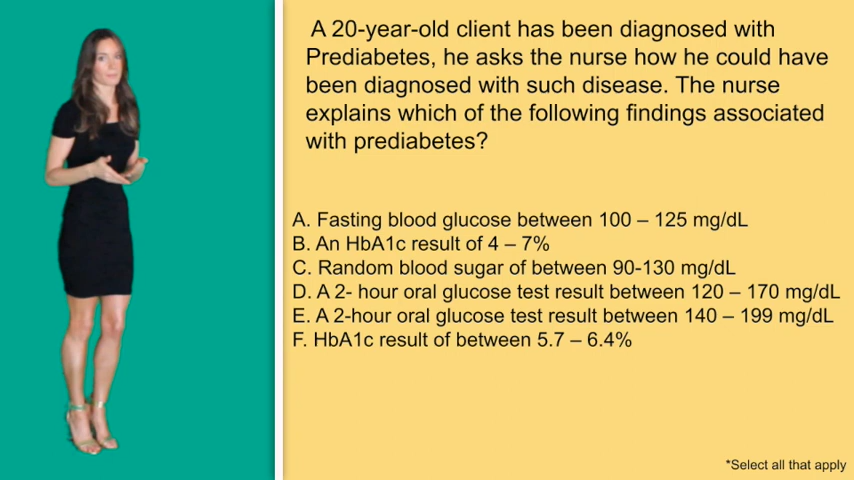 A 20-year-old client has been diagnosed with
Prediabetes, he asks the nurse how he could have
been diagnosed with such disease. The nurse
explains which of the following findings associated
with prediabetes?
A. Fasting blood glucose between 100 – 125 mg/dL
B. An HbA1c result of 4 – 7%
C. Random blood sugar of between 90-130 mg/dL
D. A 2- hour oral glucose test result between 120 – 170 mg/dL
E. A 2-hour oral glucose test result between 140 – 199 mg/dL
F. HbA1c result of between 5.7 – 6.4%
*Select all that apply